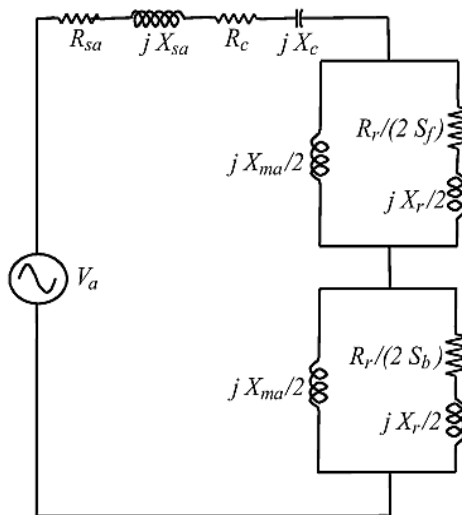 R_sa
j X_sa
R_c
j X_c
R_r/(2 S_f)
j X_ma/2
j X_r/2
V_a
R_r/(2 S_b)
j X_ma/2
j X_r/2